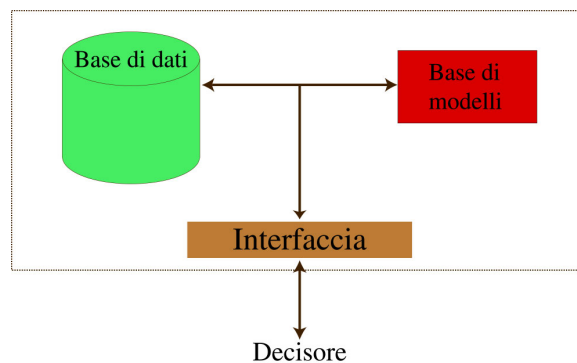 Base di dati
Base di
modelli
Interfaccia
Decisore